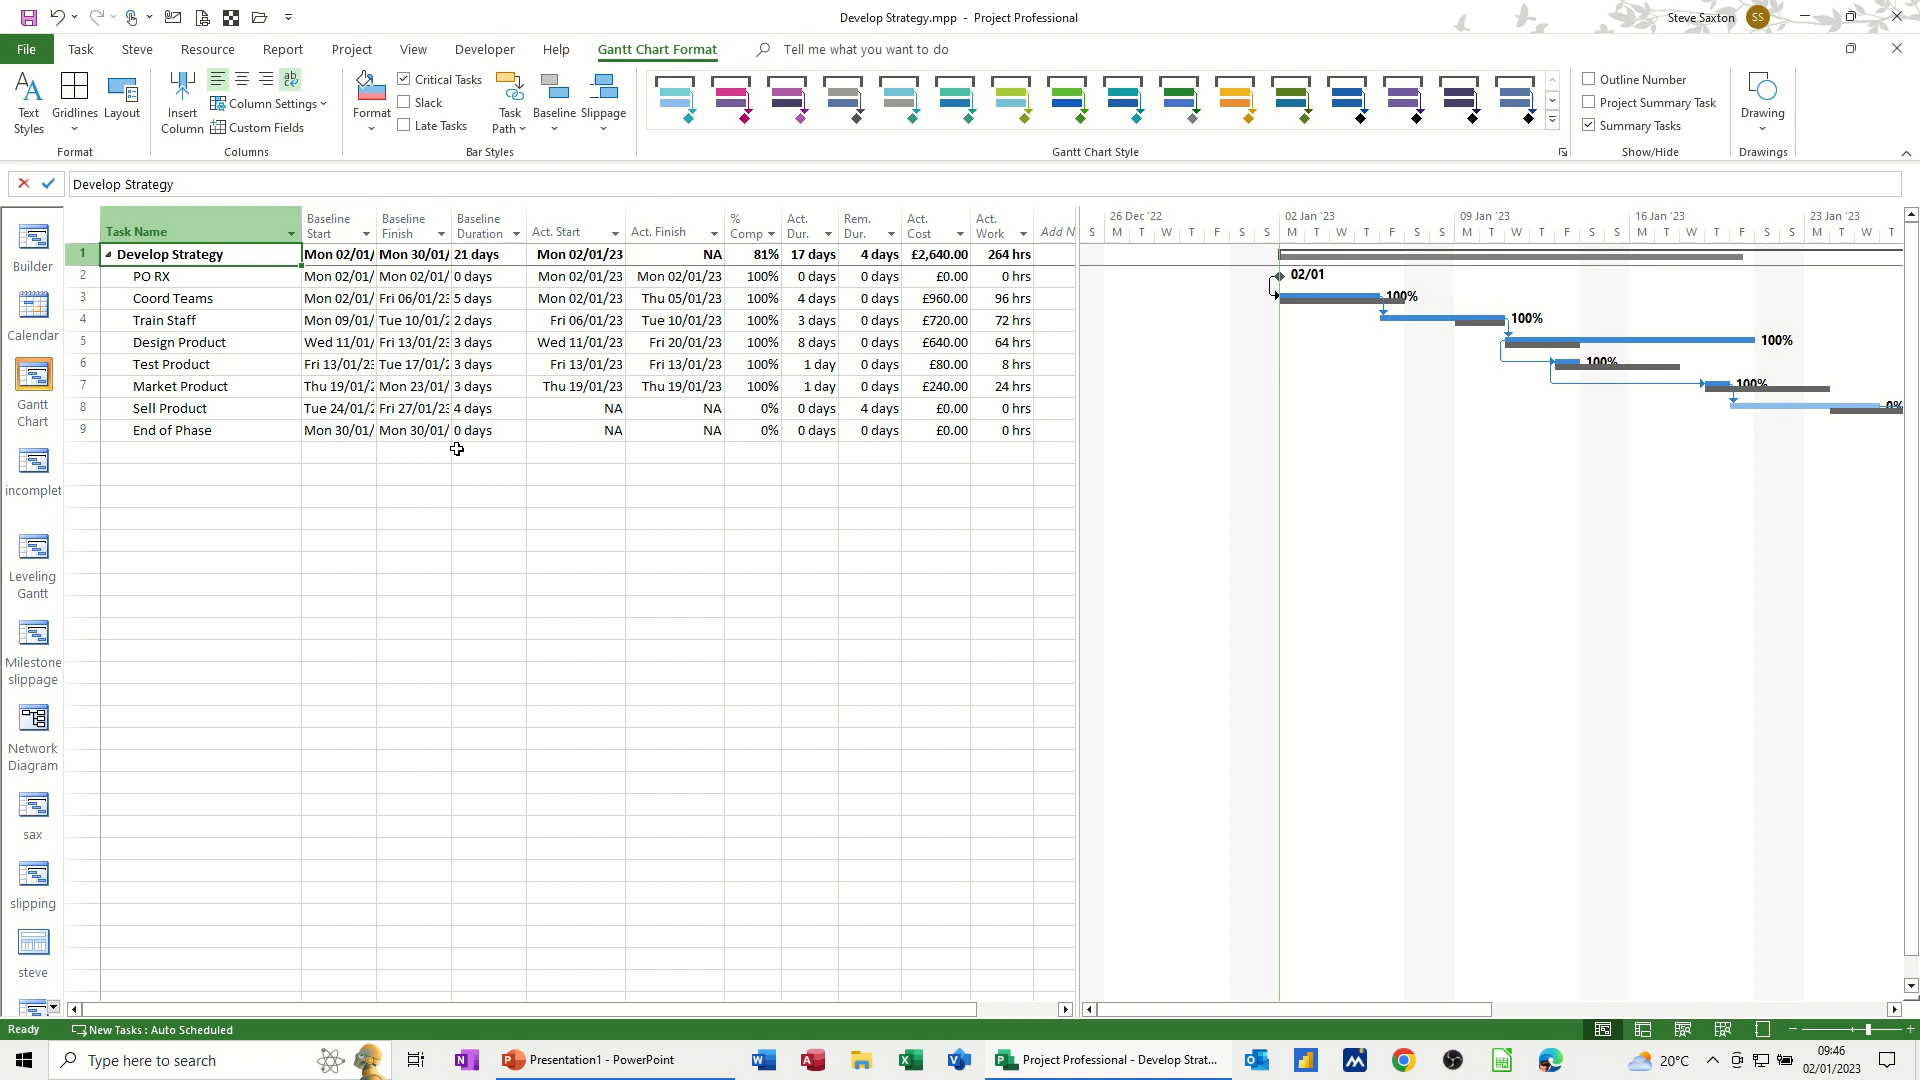 Develop Strategy.mpp - Project Professional
Steve Saxton SS
File Task Steve Resource Report Project View Developer Help Gantt Chart Format Tell me what you want to do
Text Styles
Gridlines
Layout
Format
Insert Column
Column Settings
Custom Fields
Columns
Format
Critical Tasks
Slack
Late Tasks
Task Path
Baseline
Slippage
Bar Styles
Gantt Chart Style
Outline Number
Project Summary Task
Summary Tasks
Show/Hide
Drawing
Drawings
Develop Strategy
Builder
Calendar
Gantt Chart
incomplet
Leveling Gantt
Milestone slippage
Network Diagram
sax
slipping
steve
Task Name Baseline Start Baseline Finish Baseline Duration Act. Start Act. Finish % Comp Act. Dur. Rem. Dur. Act. Cost Act. Work Add N
1 Develop Strategy Mon 02/01/ Mon 30/01/ 21 days Mon 02/01/23 NA 81% 17 days 4 days £2,640.00 264 hrs
2 PO RX Mon 02/01/ Mon 02/01/ 0 days Mon 02/01/23 Mon 02/01/23 100% 0 days 0 days £0.00 0 hrs
3 Coord Teams Mon 02/01/ Fri 06/01/23 5 days Mon 02/01/23 Thu 05/01/23 100% 4 days 0 days £960.00 96 hrs
4 Train Staff Mon 09/01/ Tue 10/01/2 2 days Fri 06/01/23 Tue 10/01/23 100% 3 days 0 days £720.00 72 hrs
5 Design Product Wed 11/01/ Fri 13/01/23 3 days Wed 11/01/23 Fri 20/01/23 100% 8 days 0 days £640.00 64 hrs
6 Test Product Fri 13/01/23 Tue 17/01/2 3 days Fri 13/01/23 Fri 13/01/23 100% 1 day 0 days £80.00 8 hrs
7 Market Product Thu 19/01/2 Mon 23/01/ 3 days Thu 19/01/23 Thu 19/01/23 100% 1 day 0 days £240.00 24 hrs
8 Sell Product Tue 24/01/2 Fri 27/01/23 4 days NA NA 0% 0 days 4 days £0.00 0 hrs
9 End of Phase Mon 30/01/ Mon 30/01/ 0 days NA NA 0% 0 days 0 days £0.00 0 hrs
26 Dec '22 02 Jan '23 09 Jan '23 16 Jan '23 23 Jan '23
S M T W T F S S M T W T F S S M T W T F S S M T W T F S S M T W T
02/01
100%
100%
100%
100%
100%
0%
Ready New Tasks : Auto Scheduled
Type here to search
Presentation1 - PowerPoint
Project Professional - Develop Strat...
20°C
09:46
02/01/2023